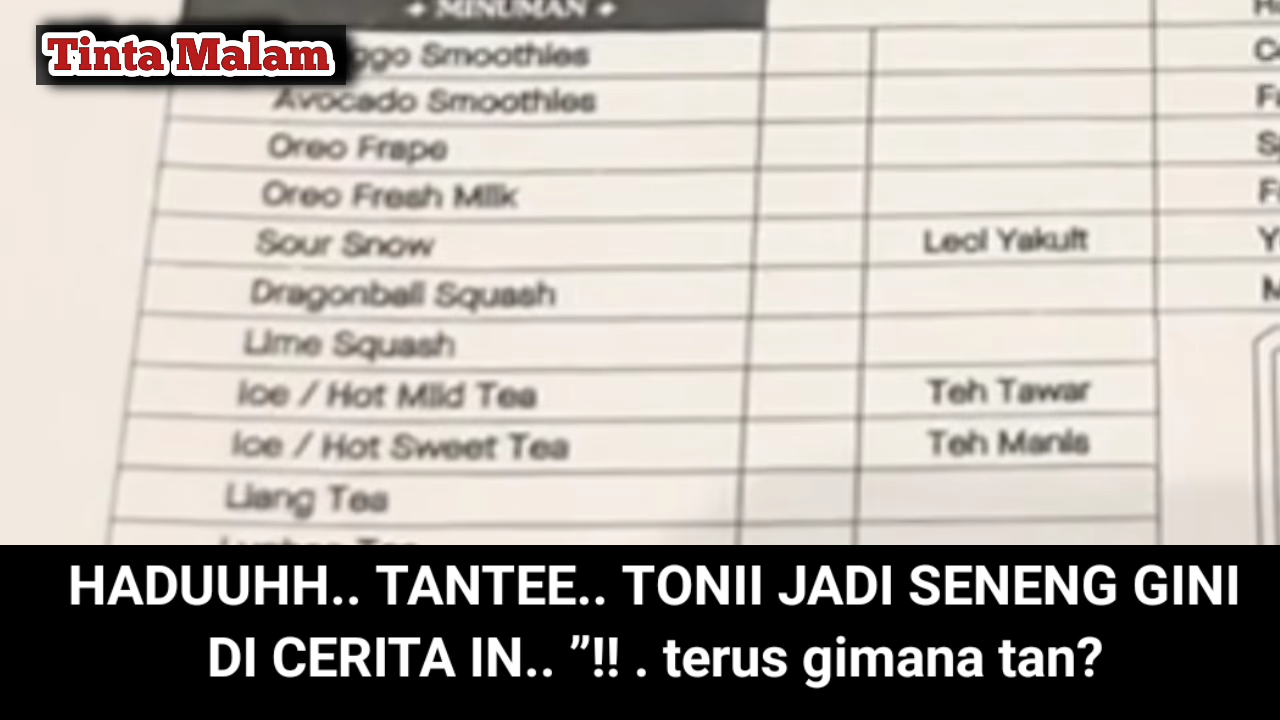 MINUMAN
Tinta Malam
Smoothies
Avocado Smoothies
Oreo Frape
Oreo Fresh Milk
Sour Snow
Leci Yakult
Dragonball Squash
Lime Squash
Ice / Hot Mild Tea
Teh Tawar
Ice / Hot Sweet Tea
Teh Manis
Liang Tea
HADUUHH.. TANTEE.. TONII JADI SENENG GINI
DI CERITA IN.. ”!! . terus gimana tan?